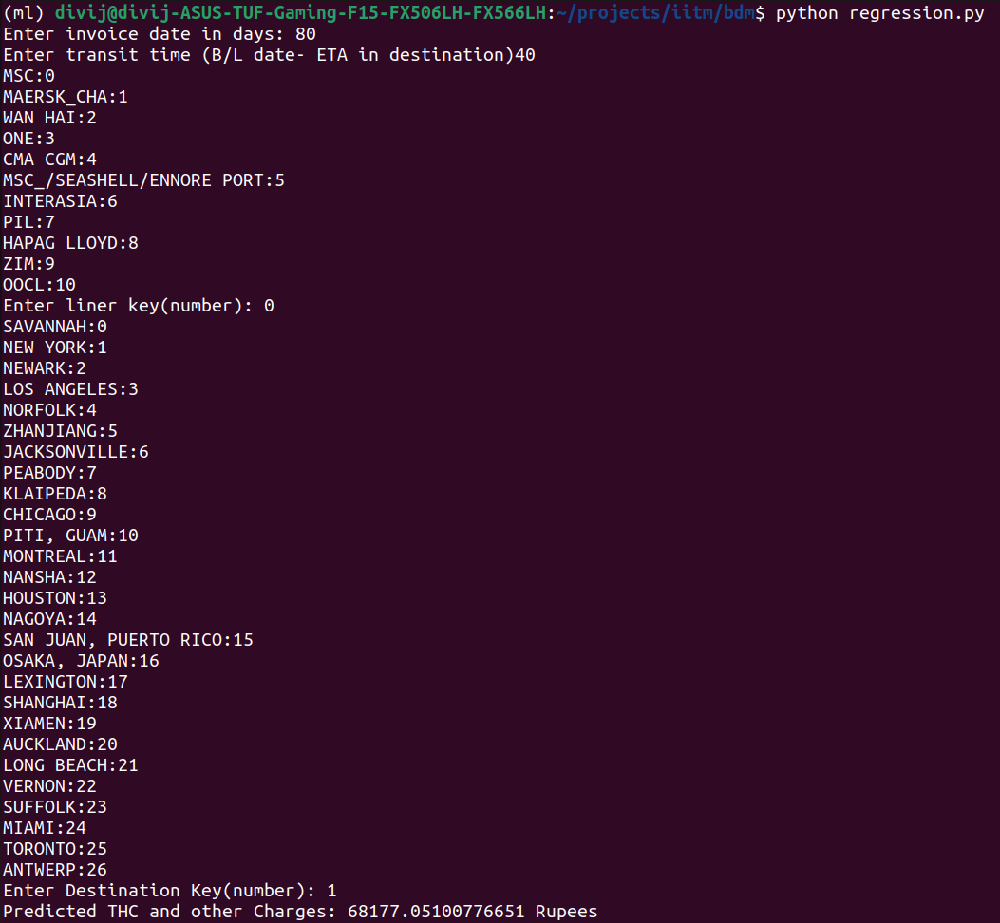 (ml) divij@divij-ASUS-TUF-Gaming-F15-FX506LH-FX566LH:~/projects/iitm/bdm$ python regression.py
Enter invoice date in days: 80
Enter transit time (B/L date- ETA in destination)40
MSC:0
MAERSK_CHA:1
WAN HAI:2
ONE:3
CMA CGM:4
MSC_/SEASHELL/ENNORE PORT:5
INTERASIA:6
PIL:7
HAPAG LLOYD:8
ZIM:9
OOCL:10
Enter liner key(number): 0
SAVANNAH:0
NEW YORK:1
NEWARK:2
LOS ANGELES:3
NORFOLK:4
ZHANJIANG:5
JACKSONVILLE:6
PEABODY:7
KLAIPEDA:8
CHICAGO:9
PITI, GUAM:10
MONTREAL:11
NANSHA:12
HOUSTON:13
NAGOYA:14
SAN JUAN, PUERTO RICO:15
OSAKA, JAPAN:16
LEXINGTON:17
SHANGHAI:18
XIAMEN:19
AUCKLAND:20
LONG BEACH:21
VERNON:22
SUFFOLK:23
MIAMI:24
TORONTO:25
ANTWERP:26
Enter Destination Key(number): 1
Predicted THC and other Charges: 68177.05100776651 Rupees